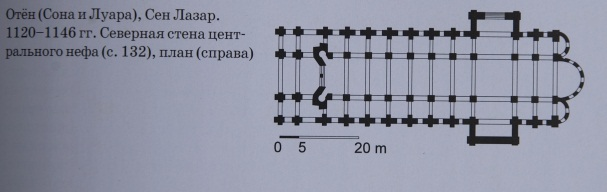 Отён (Сона и Луара), Сен Лазар.
1120–1146 гг. Северная стена цент-
рального нефа (с. 132), план (справа)
0 5 20 m